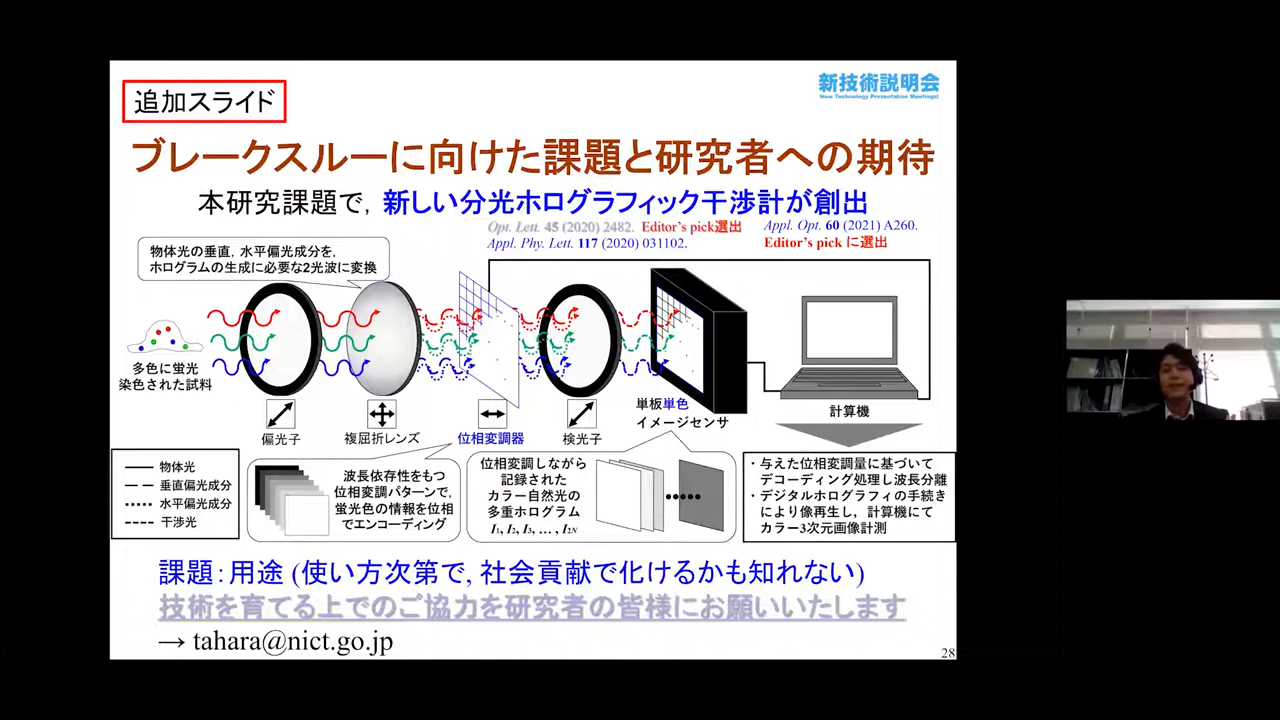 追加スライド
新技術説明会
New Technology Presentation Meetings!
ブレークスルーに向けた課題と研究者への期待
本研究課題で, 新しい分光ホログラフィック干渉計が創出
Opt. Lett. 45 (2020) 2482. Editor's pick選出
Appl. Phy. Lett. 117 (2020) 031102.
Appl. Opt. 60 (2021) A260.
Editor's pick に選出
物体光の垂直, 水平偏光成分を,
ホログラムの生成に必要な2光波に変換
多色に蛍光
染色された試料
偏光子
複屈折レンズ
位相変調器
検光子
単板単色
イメージセンサ
計算機
物体光
垂直偏光成分
水平偏光成分
干渉光
波長依存性をもつ
位相変調パターンで,
蛍光色の情報を位相
でエンコーディング
位相変調しながら
記録された
カラー自然光の
多重ホログラム
I1, I2, I3, … , I2N
・与えた位相変調量に基づいて
デコーディング処理し波長分離
・デジタルホログラフィの手続き
により像再生し, 計算機にて
カラー3次元画像計測
課題：用途 (使い方次第で, 社会貢献で化けるかも知れない)
技術を育てる上でのご協力を研究者の皆様にお願いいたします
→ tahara@nict.go.jp
28